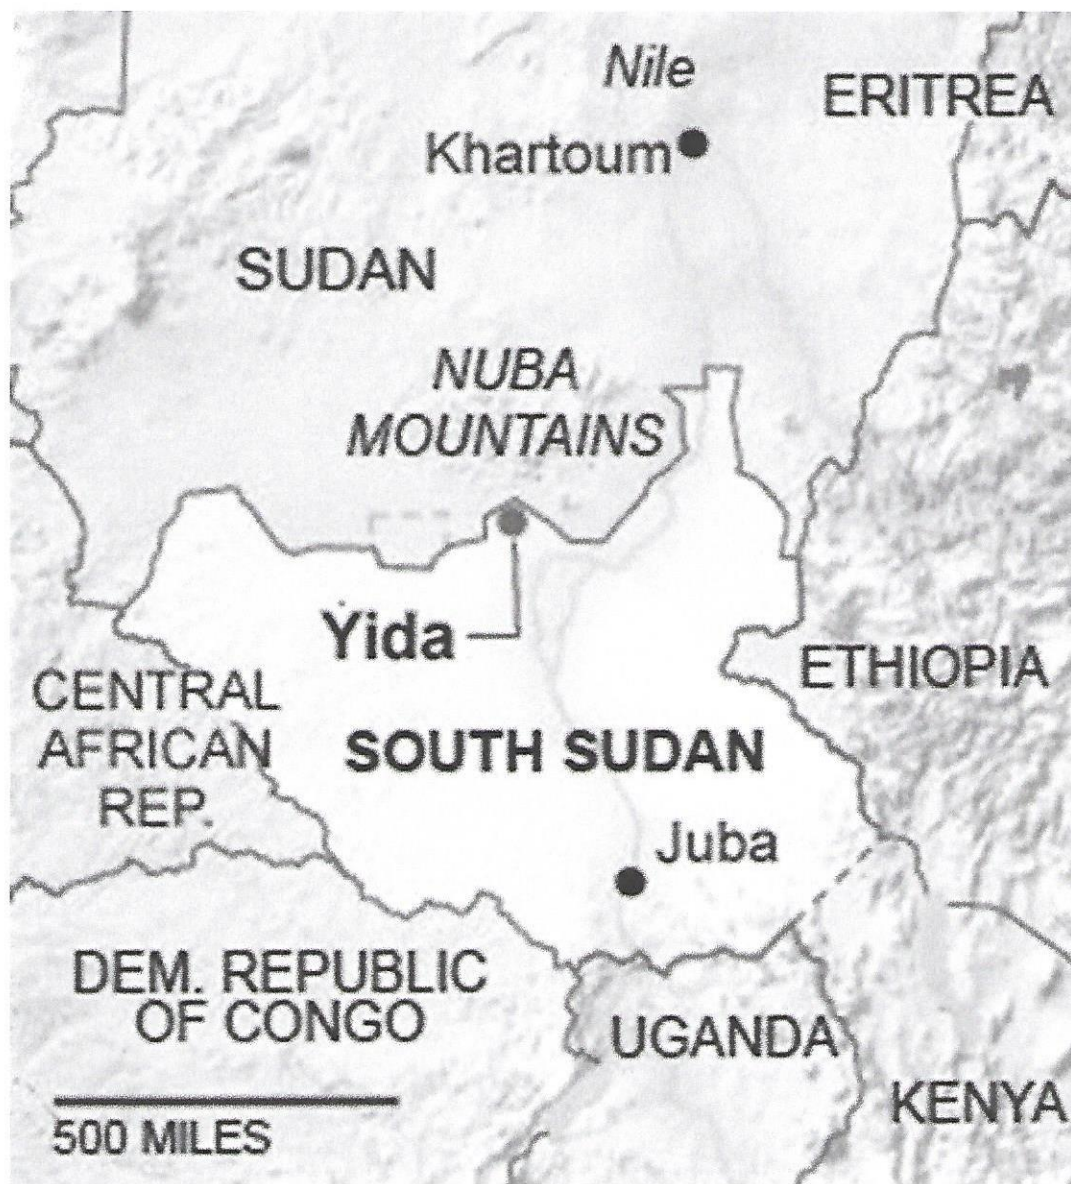 Nile
ERITREA
Khartoum
SUDAN
NUBA
MOUNTAINS
Yida
ETHIOPIA
CENTRAL
AFRICAN
REP.
SOUTH SUDAN
Juba
DEM. REPUBLIC
OF CONGO
UGANDA
KENYA
500 MILES